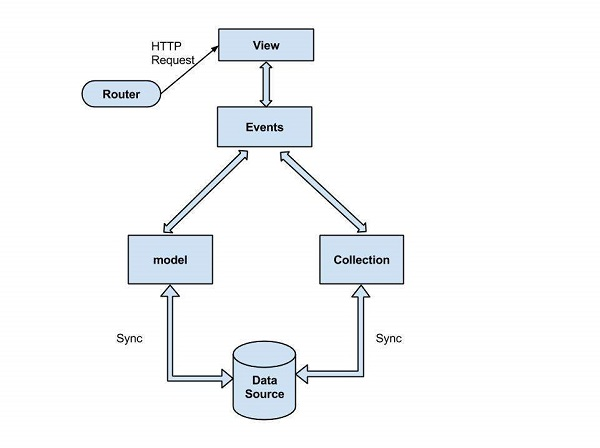 HTTP
Request
View
Router
Events
model
Collection
Sync
Sync
Data
Source